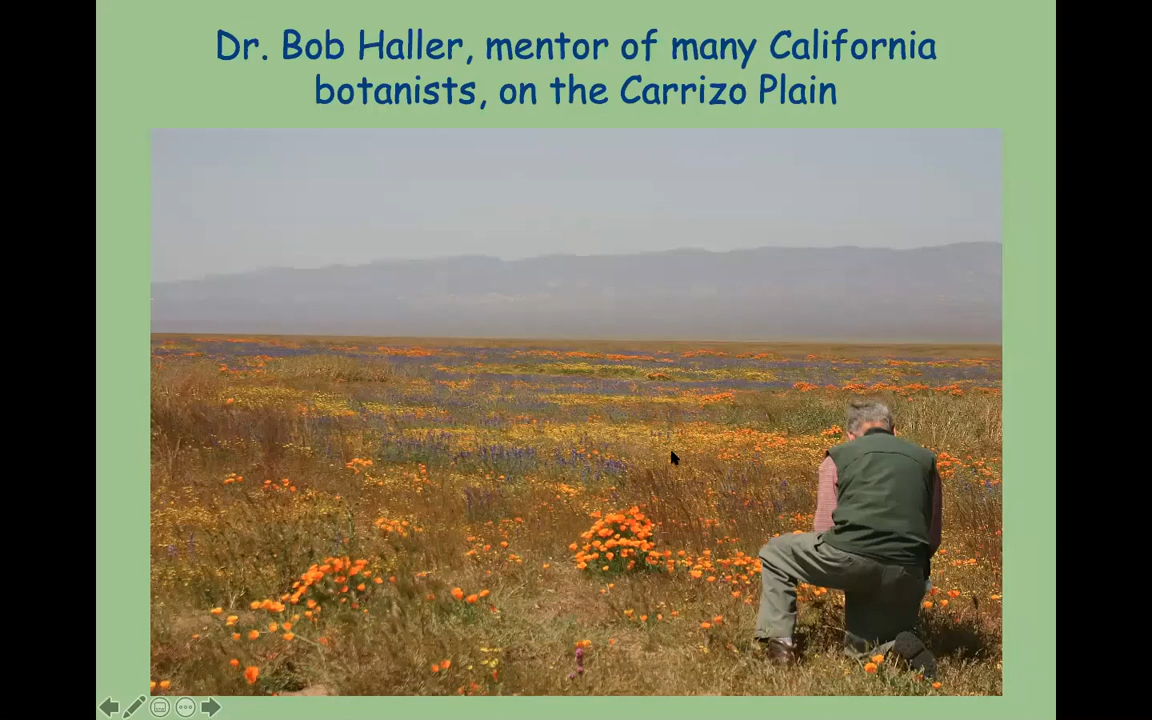 Dr. Bob Haller, mentor of many California
botanists, on the Carrizo Plain